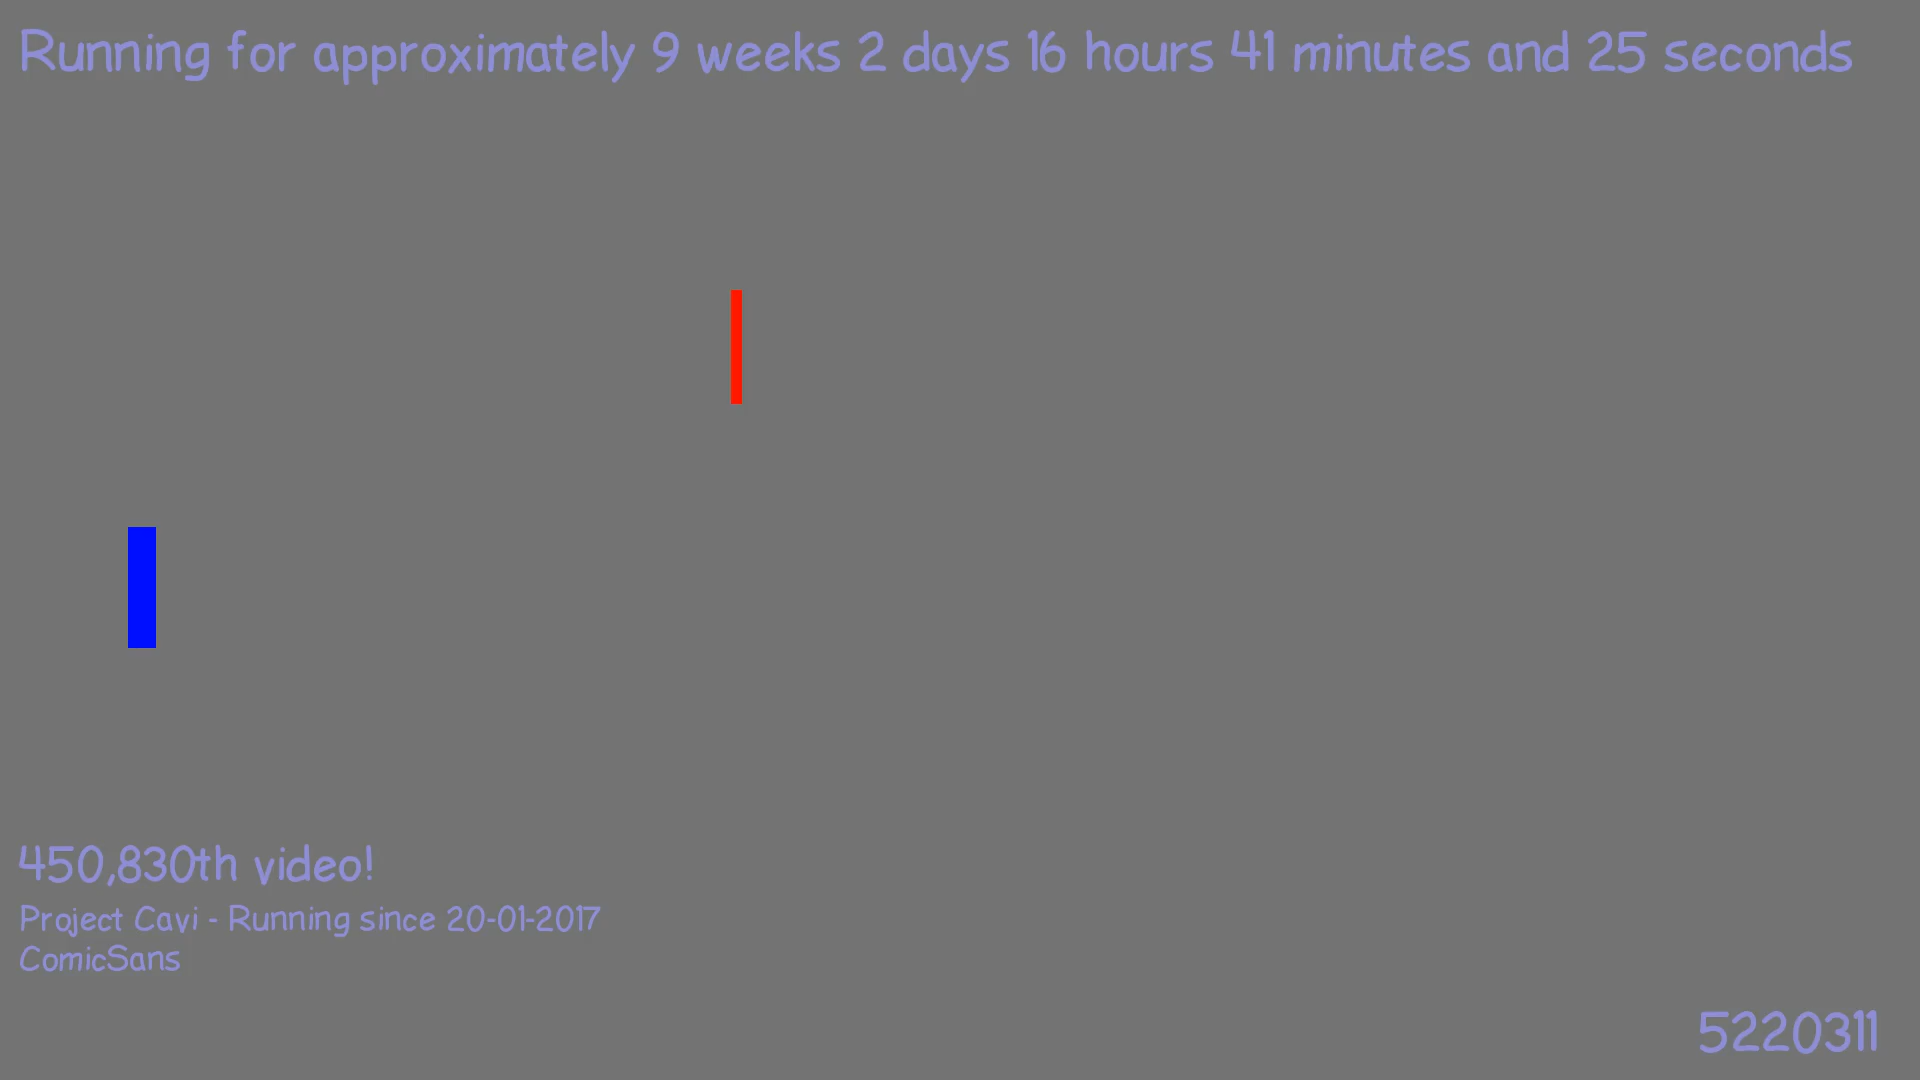 Running for approximately 9 weeks 2 days 16 hours 41 minutes and 25 seconds
450,830th video!
Project Cavi - Running since 20-01-2017
ComicSans
5220311